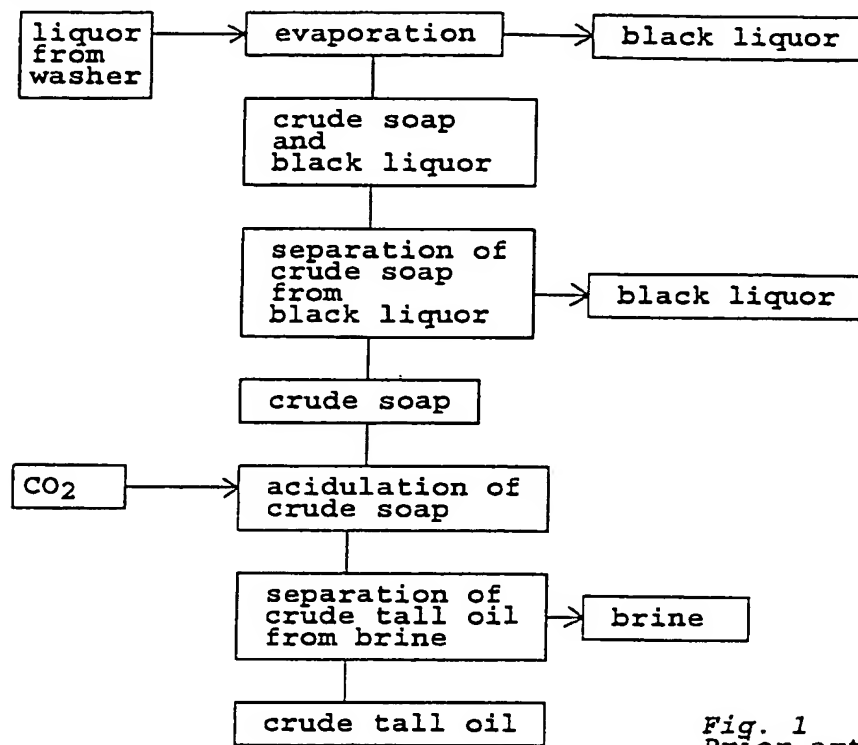 liquor
from
washer
evaporation
black liquor
crude soap
and
black liquor
separation of
crude soap
from
black liquor
black liquor
crude soap
CO₂
acidulation of
crude soap
separation of
crude tall oil
from brine
brine
crude tall oil
Fig. 1